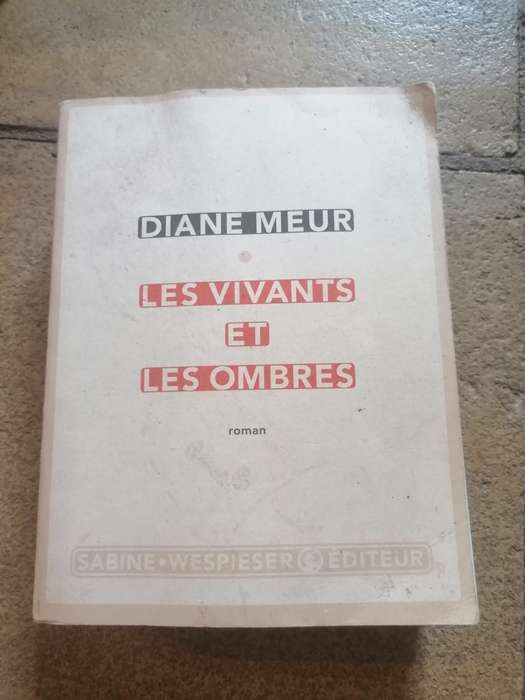 DIANE MEUR
LES VIVANTS
ET
LES OMBRES
roman
SABINE • WESPIESER ÉDITEUR